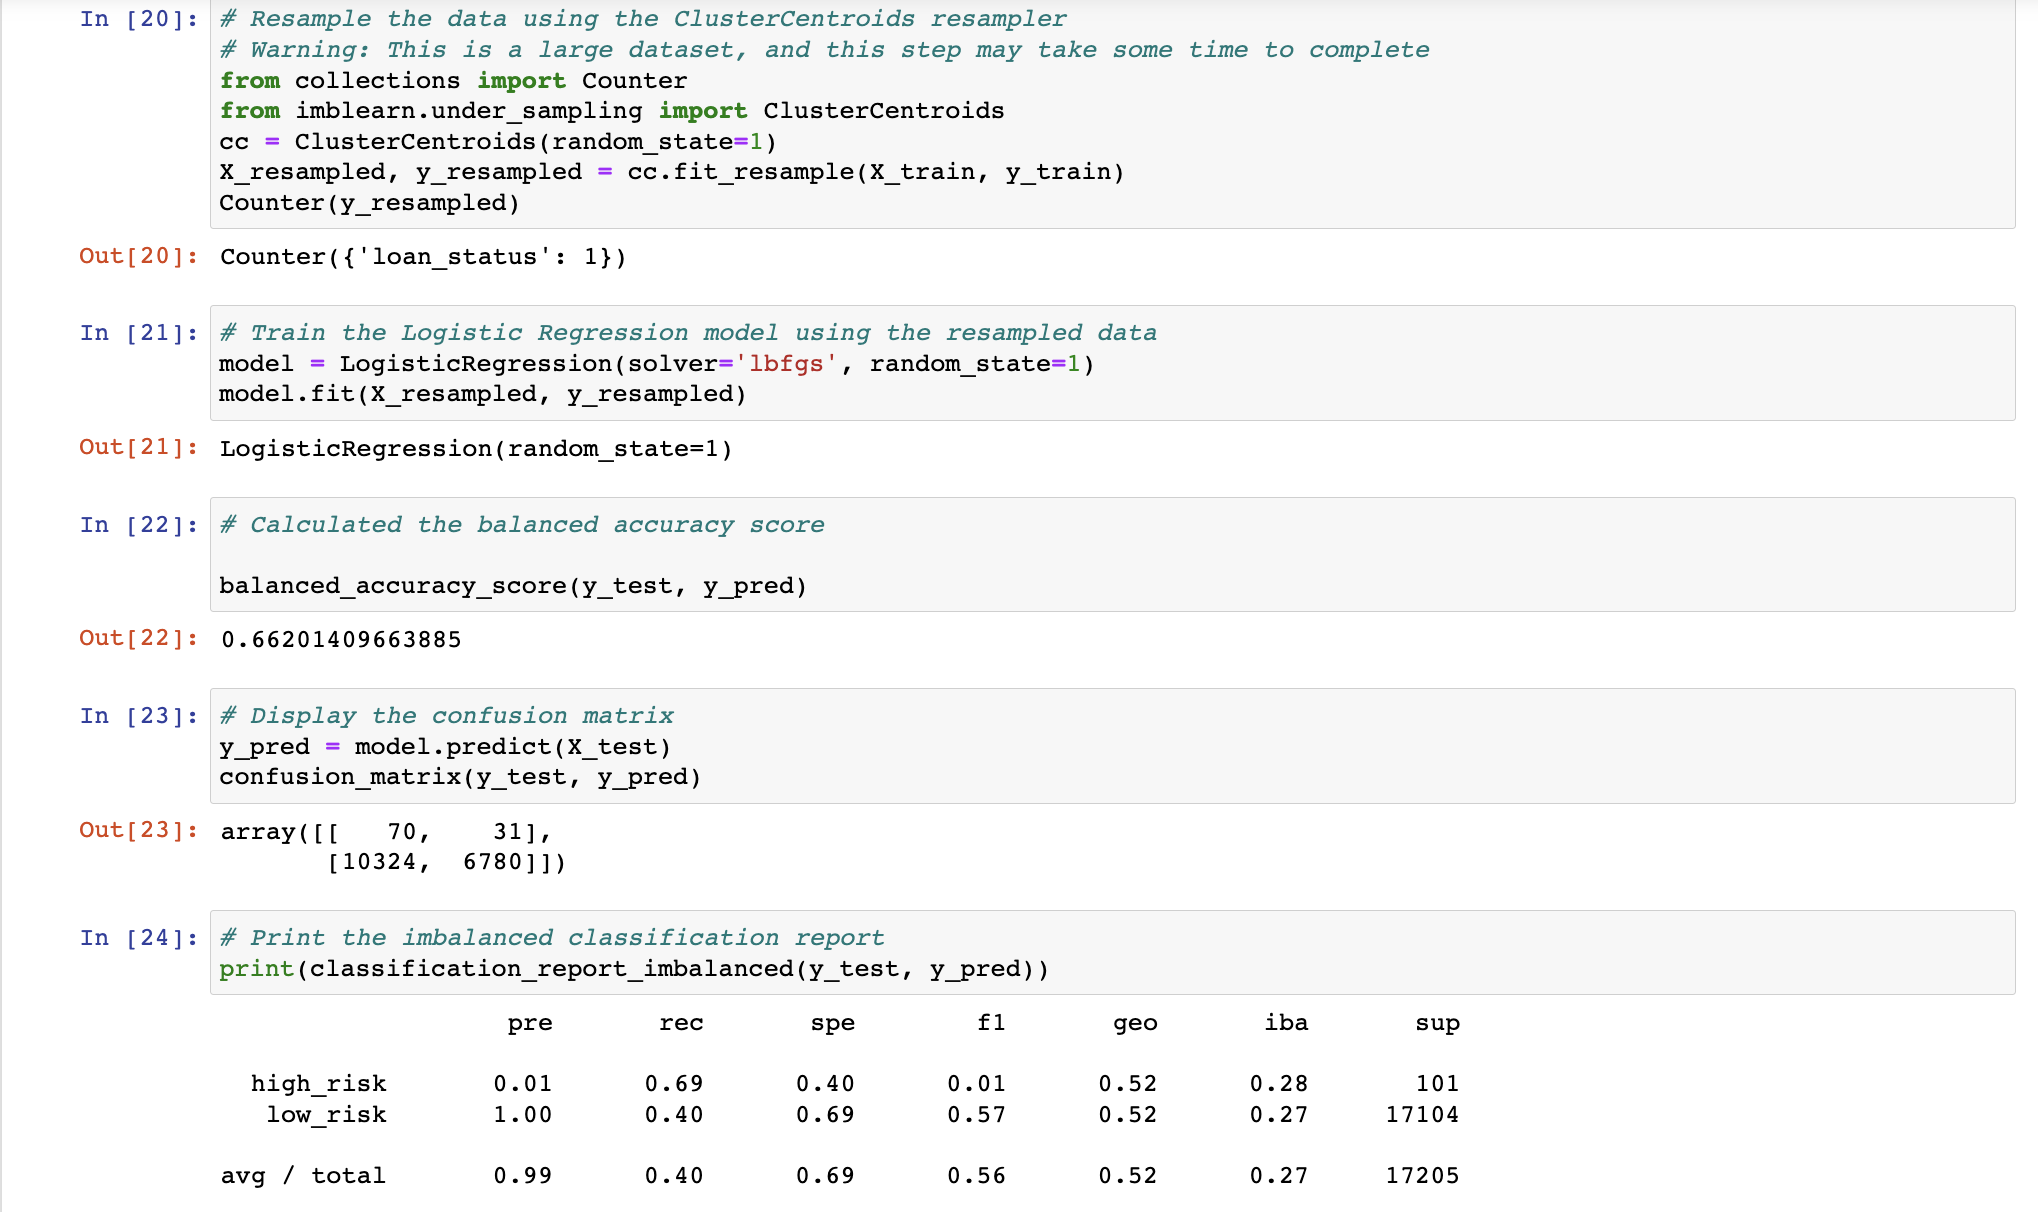 In [20]: # Resample the data using the ClusterCentroids resampler
# Warning: This is a large dataset, and this step may take some time to complete
from collections import Counter
from imblearn.under_sampling import ClusterCentroids
cc = ClusterCentroids(random_state=1)
X_resampled, y_resampled = cc.fit_resample(X_train, y_train)
Counter(y_resampled)
Out[20]: Counter({'loan_status': 1})
In [21]: # Train the Logistic Regression model using the resampled data
model = LogisticRegression(solver='lbfgs', random_state=1)
model.fit(X_resampled, y_resampled)
Out[21]: LogisticRegression(random_state=1)
In [22]: # Calculated the balanced accuracy score
balanced_accuracy_score(y_test, y_pred)
Out[22]: 0.66201409663885
In [23]: # Display the confusion matrix
y_pred = model.predict(X_test)
confusion_matrix(y_test, y_pred)
Out[23]: array([[   70,    31],
       [10324,  6780]])
In [24]: # Print the imbalanced classification report
print(classification_report_imbalanced(y_test, y_pred))
pre rec spe f1 geo iba sup
high_risk 0.01 0.69 0.40 0.01 0.52 0.28 101
low_risk 1.00 0.40 0.69 0.57 0.52 0.27 17104
avg / total 0.99 0.40 0.69 0.56 0.52 0.27 17205